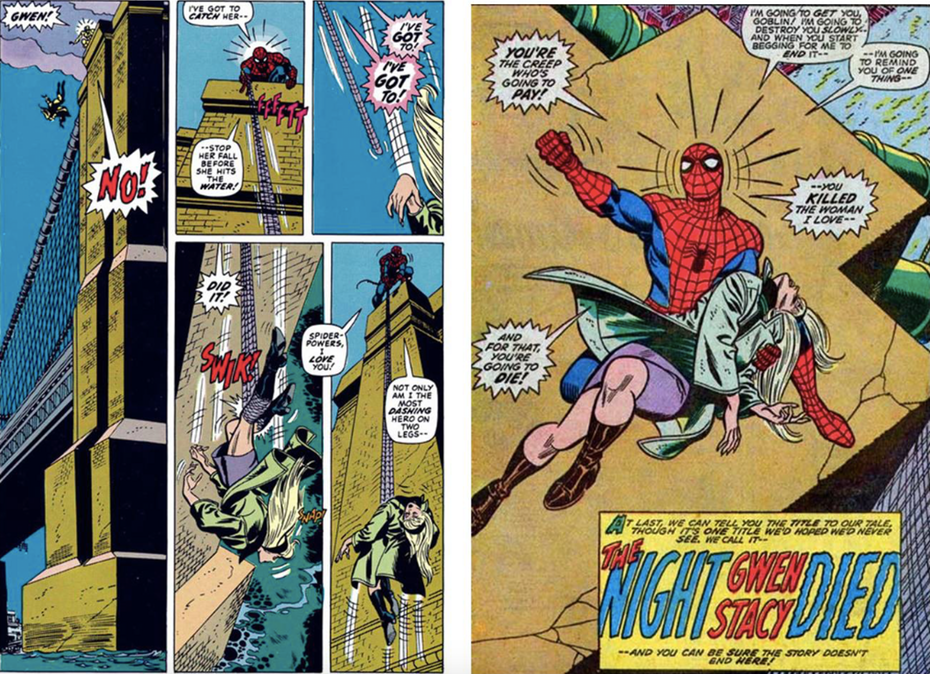 GWEN!
NO!
I'VE GOT TO
CATCH HER--
FFFFTT
--STOP
HER FALL
BEFORE
SHE HITS
THE
WATER!
I'VE
GOT
TO!
I'VE
GOT
TO!
DID
IT!
SWIK!
SNAP!
SPIDER-
POWERS,
I
LOVE
YOU!
NOT ONLY
AM I THE
MOST
DASHING
HERO ON
TWO
LEGS--
YOU'RE
THE CREEP
WHO'S
GOING TO
PAY!
I'M GOING TO GET YOU,
GOBLIN! I'M GOING TO
DESTROY YOU SLOWLY--
AND WHEN YOU START
BEGGING FOR ME TO
END IT--
--I'M GOING
TO REMIND
YOU OF ONE
THING--
--YOU
KILLED
THE WOMAN
I LOVE--
AND
FOR THAT,
YOU'RE
GOING TO
DIE!
AT LAST, WE CAN TELL YOU THE TITLE TO OUR TALE,
THOUGH IT'S ONE TITLE WE'D HOPED WE'D NEVER
SEE. WE CALL IT--
THE
NIGHT GWEN
STACY DIED
--AND YOU CAN BE SURE THE STORY DOESN'T
END HERE!